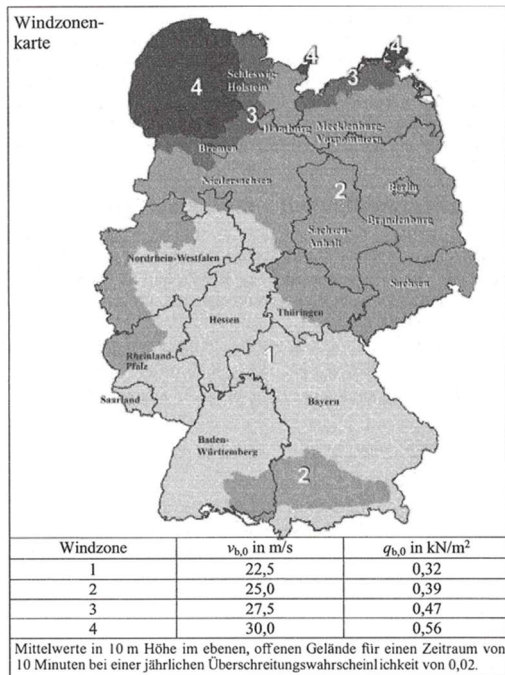 Windzonen-
karte
4
4
Schleswig-
Holstein
4
3
3
Hamburg
Mecklenburg-
Vorpommern
Bremen
Niedersachsen
2
Berlin
Brandenburg
Sachsen-
Anhalt
Nordrhein-Westfalen
Sachsen
Thüringen
Hessen
1
Rheinland-
Pfalz
Saarland
Bayern
Baden-
Württemberg
2
Windzone v_b,0 in m/s q_b,0 in kN/m²
1 22,5 0,32
2 25,0 0,39
3 27,5 0,47
4 30,0 0,56
Mittelwerte in 10 m Höhe im ebenen, offenen Gelände für einen Zeitraum von
10 Minuten bei einer jährlichen Überschreitungswahrscheinlichkeit von 0,02.